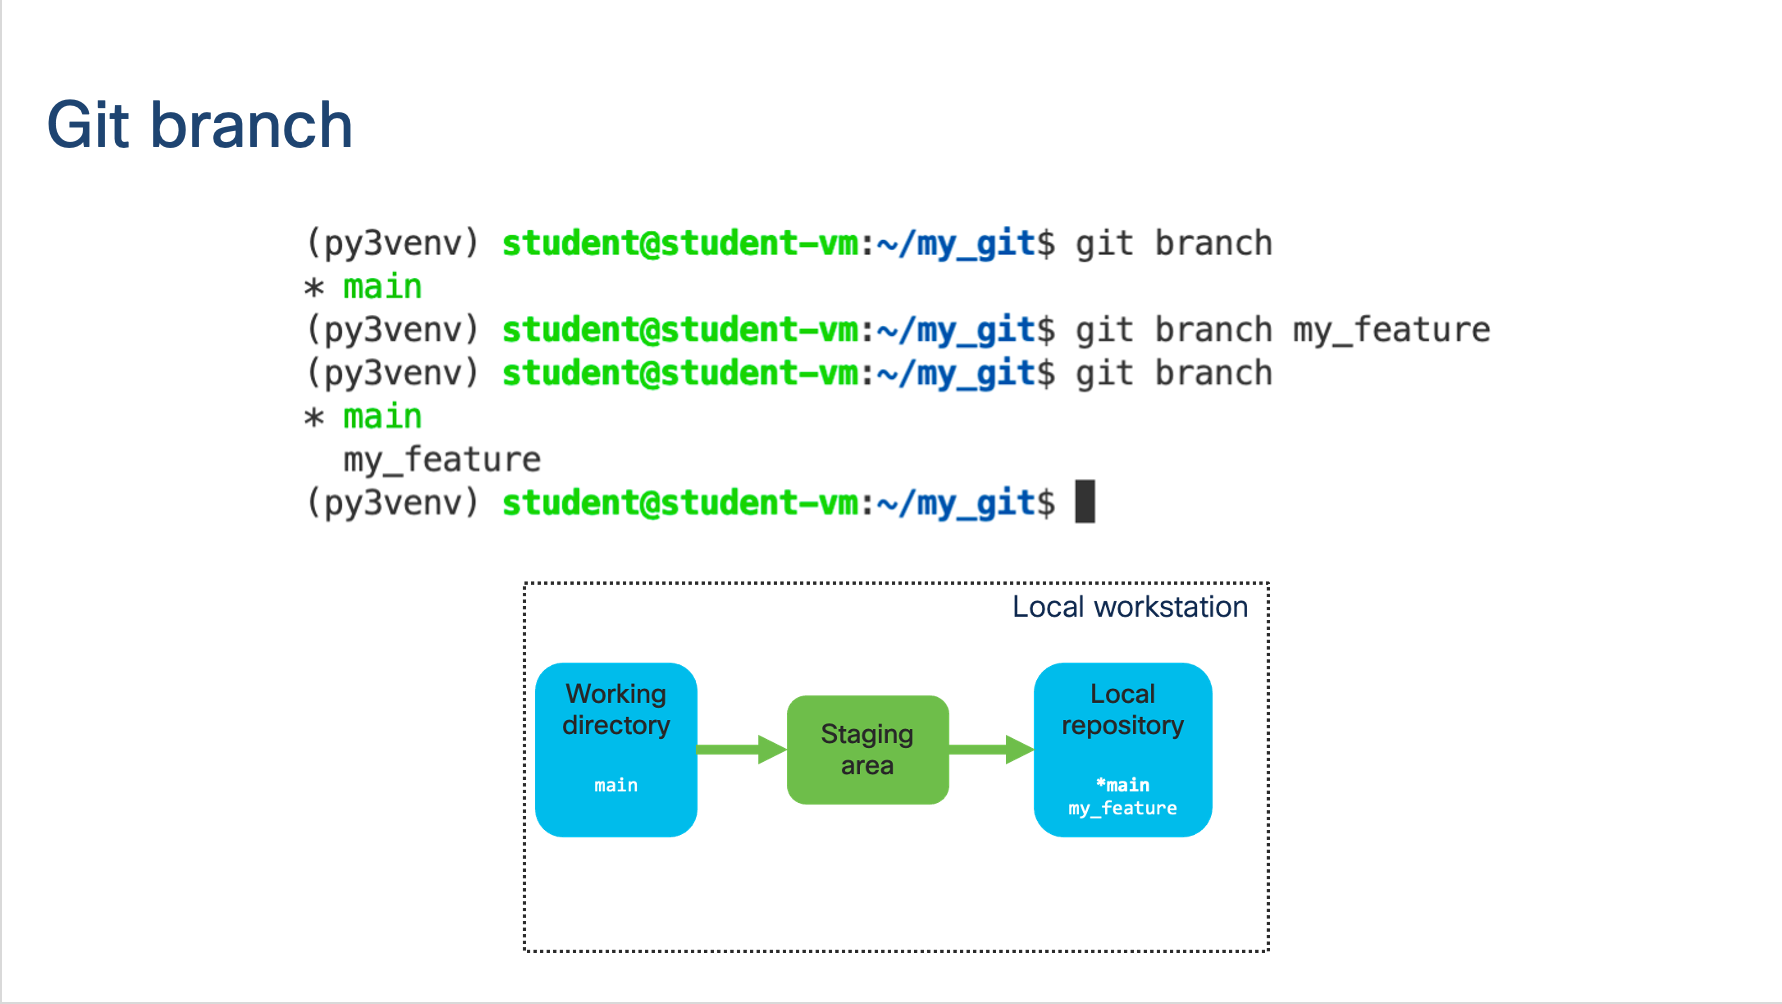 Git branch
(py3venv) student@student-vm:~/my_git$ git branch
* main
(py3venv) student@student-vm:~/my_git$ git branch my_feature
(py3venv) student@student-vm:~/my_git$ git branch
* main
  my_feature
(py3venv) student@student-vm:~/my_git$
Local workstation
Working
directory
main
Staging
area
Local
repository
*main
my_feature